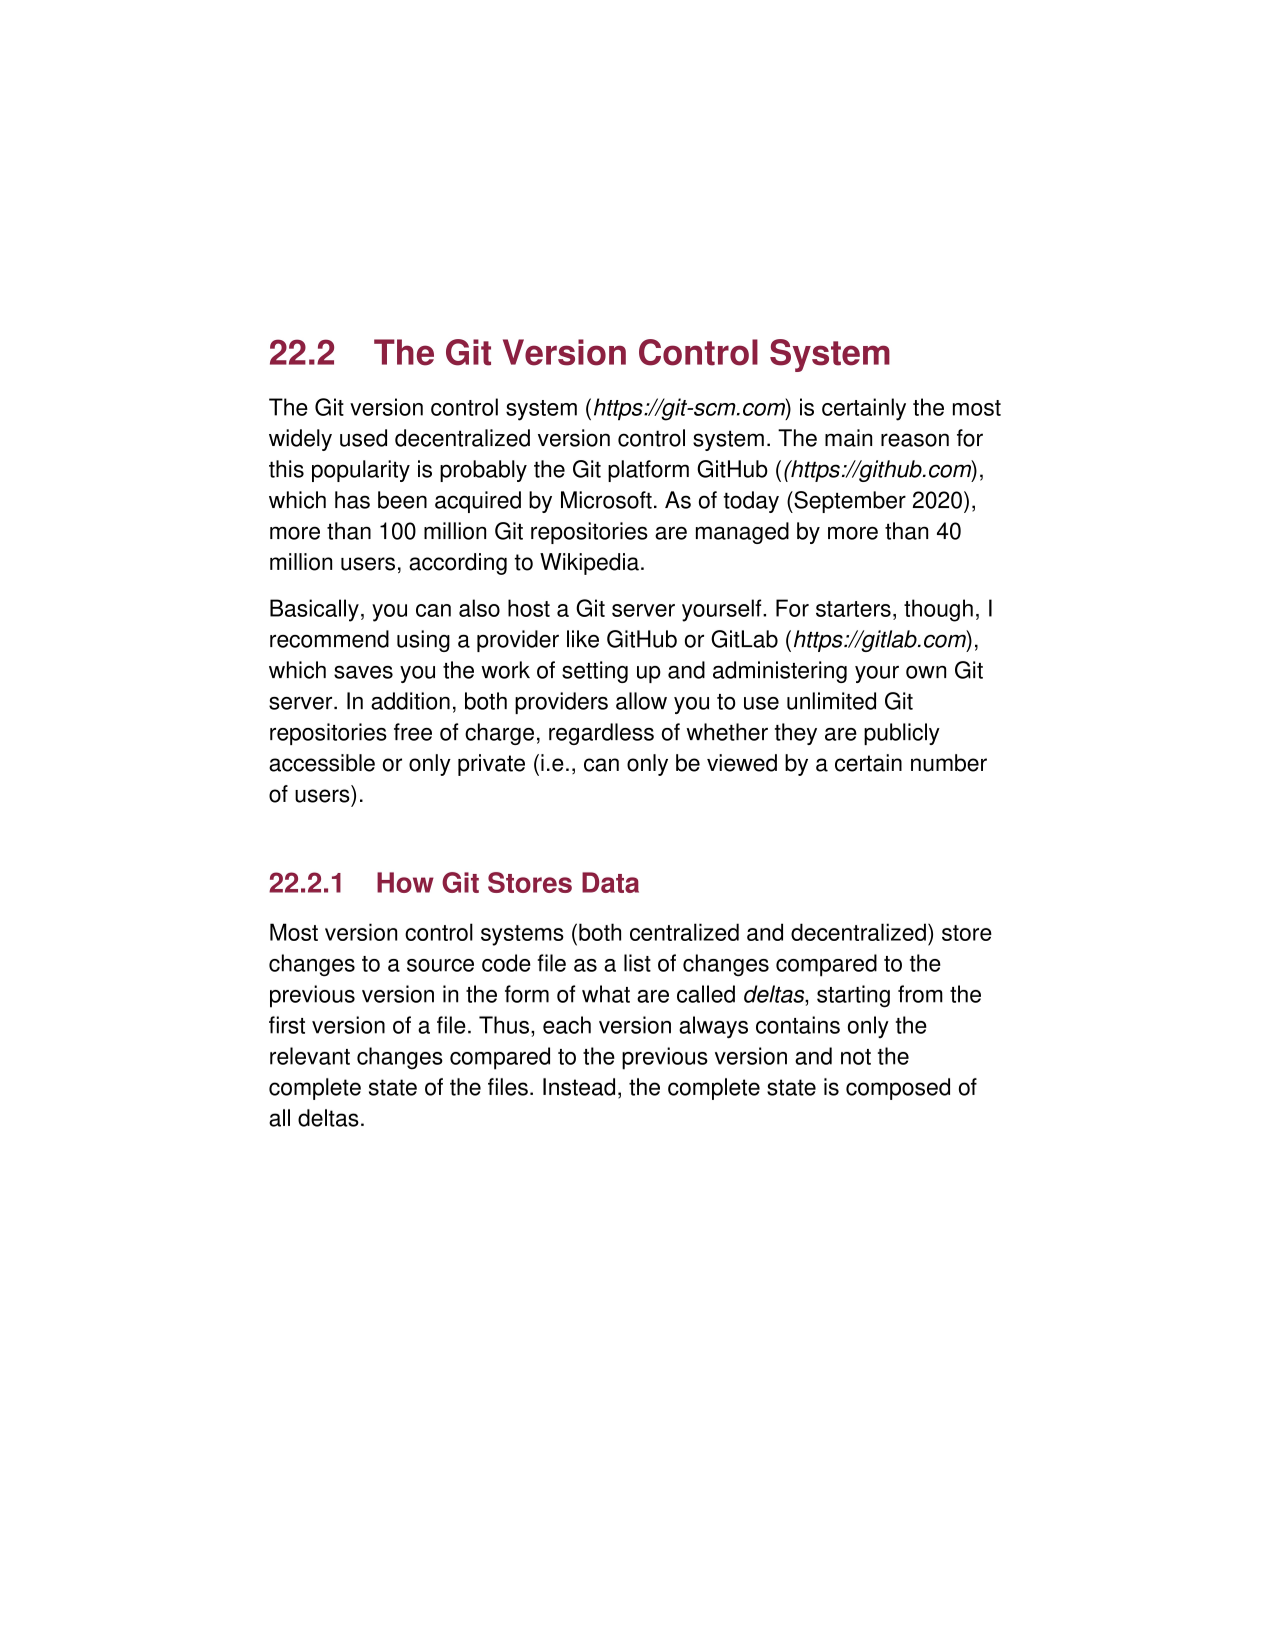 22.2 The Git Version Control System
The Git version control system (https://git-scm.com) is certainly the most
widely used decentralized version control system. The main reason for
this popularity is probably the Git platform GitHub ((https://github.com),
which has been acquired by Microsoft. As of today (September 2020),
more than 100 million Git repositories are managed by more than 40
million users, according to Wikipedia.
Basically, you can also host a Git server yourself. For starters, though, I
recommend using a provider like GitHub or GitLab (https://gitlab.com),
which saves you the work of setting up and administering your own Git
server. In addition, both providers allow you to use unlimited Git
repositories free of charge, regardless of whether they are publicly
accessible or only private (i.e., can only be viewed by a certain number
of users).
22.2.1 How Git Stores Data
Most version control systems (both centralized and decentralized) store
changes to a source code file as a list of changes compared to the
previous version in the form of what are called deltas, starting from the
first version of a file. Thus, each version always contains only the
relevant changes compared to the previous version and not the
complete state of the files. Instead, the complete state is composed of
all deltas.